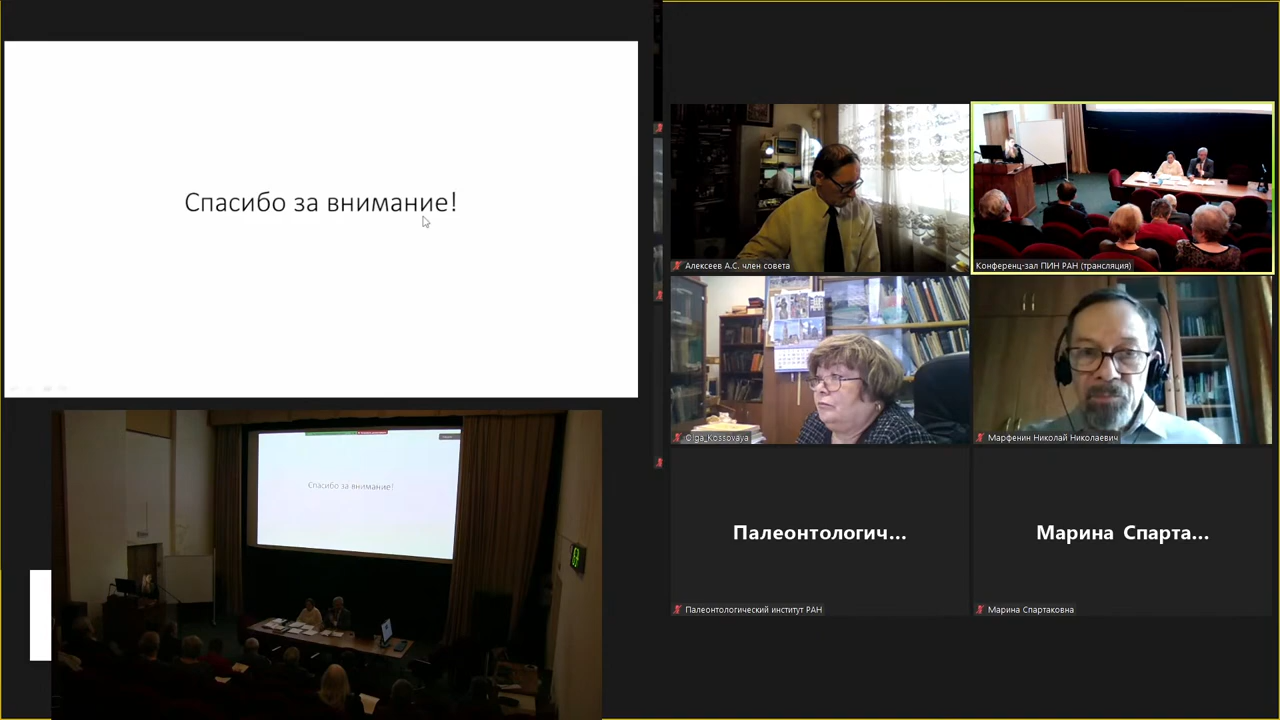 Спасибо за внимание!
Спасибо за внимание!
Алексеев А.С. член совета
Конференц-зал ПИН РАН (трансляция)
Olga_Kossovaya
Марфенин Николай Николаевич
Палеонтологич...
Марина Спарта...
Палеонтологический институт РАН
Марина Спартаковна